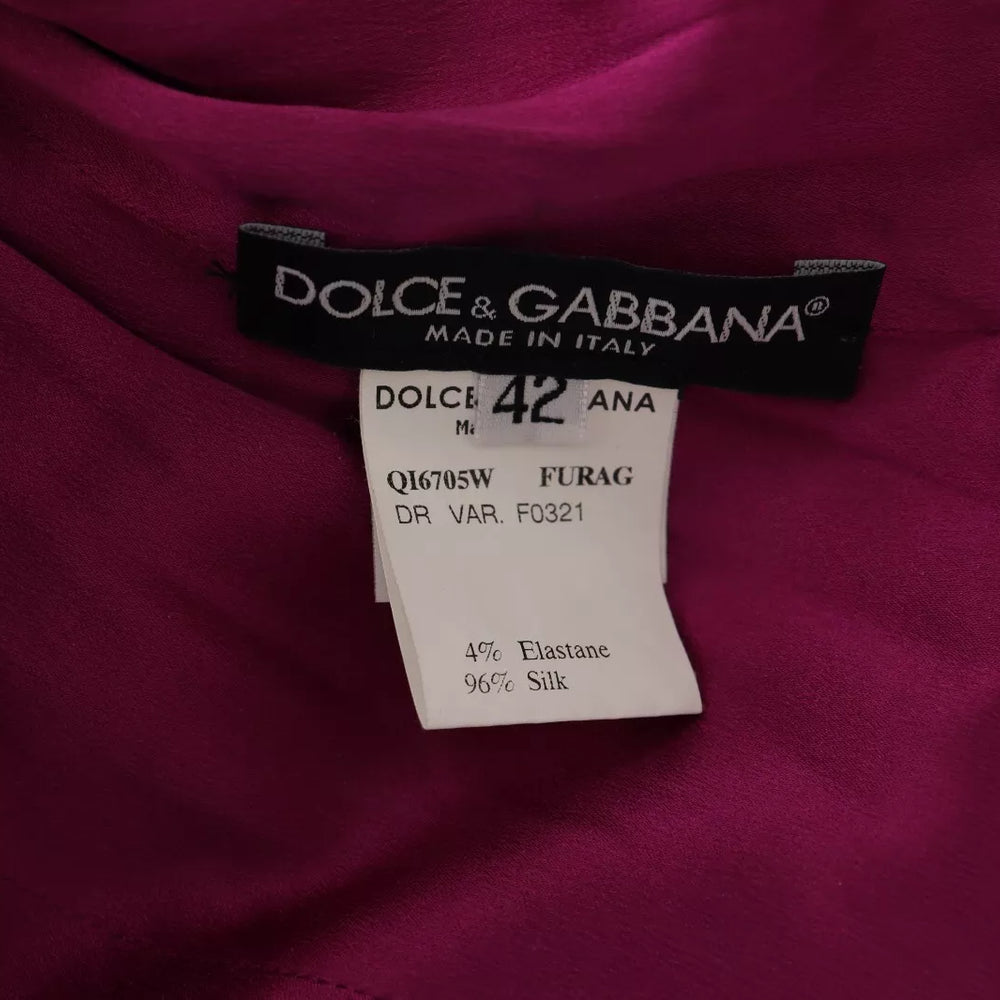 DOLCE & GABBANA®
MADE IN ITALY
42
DOLCE ANA
QI6705W FURAG
DR VAR. F0321
4% Elastane
96% Silk